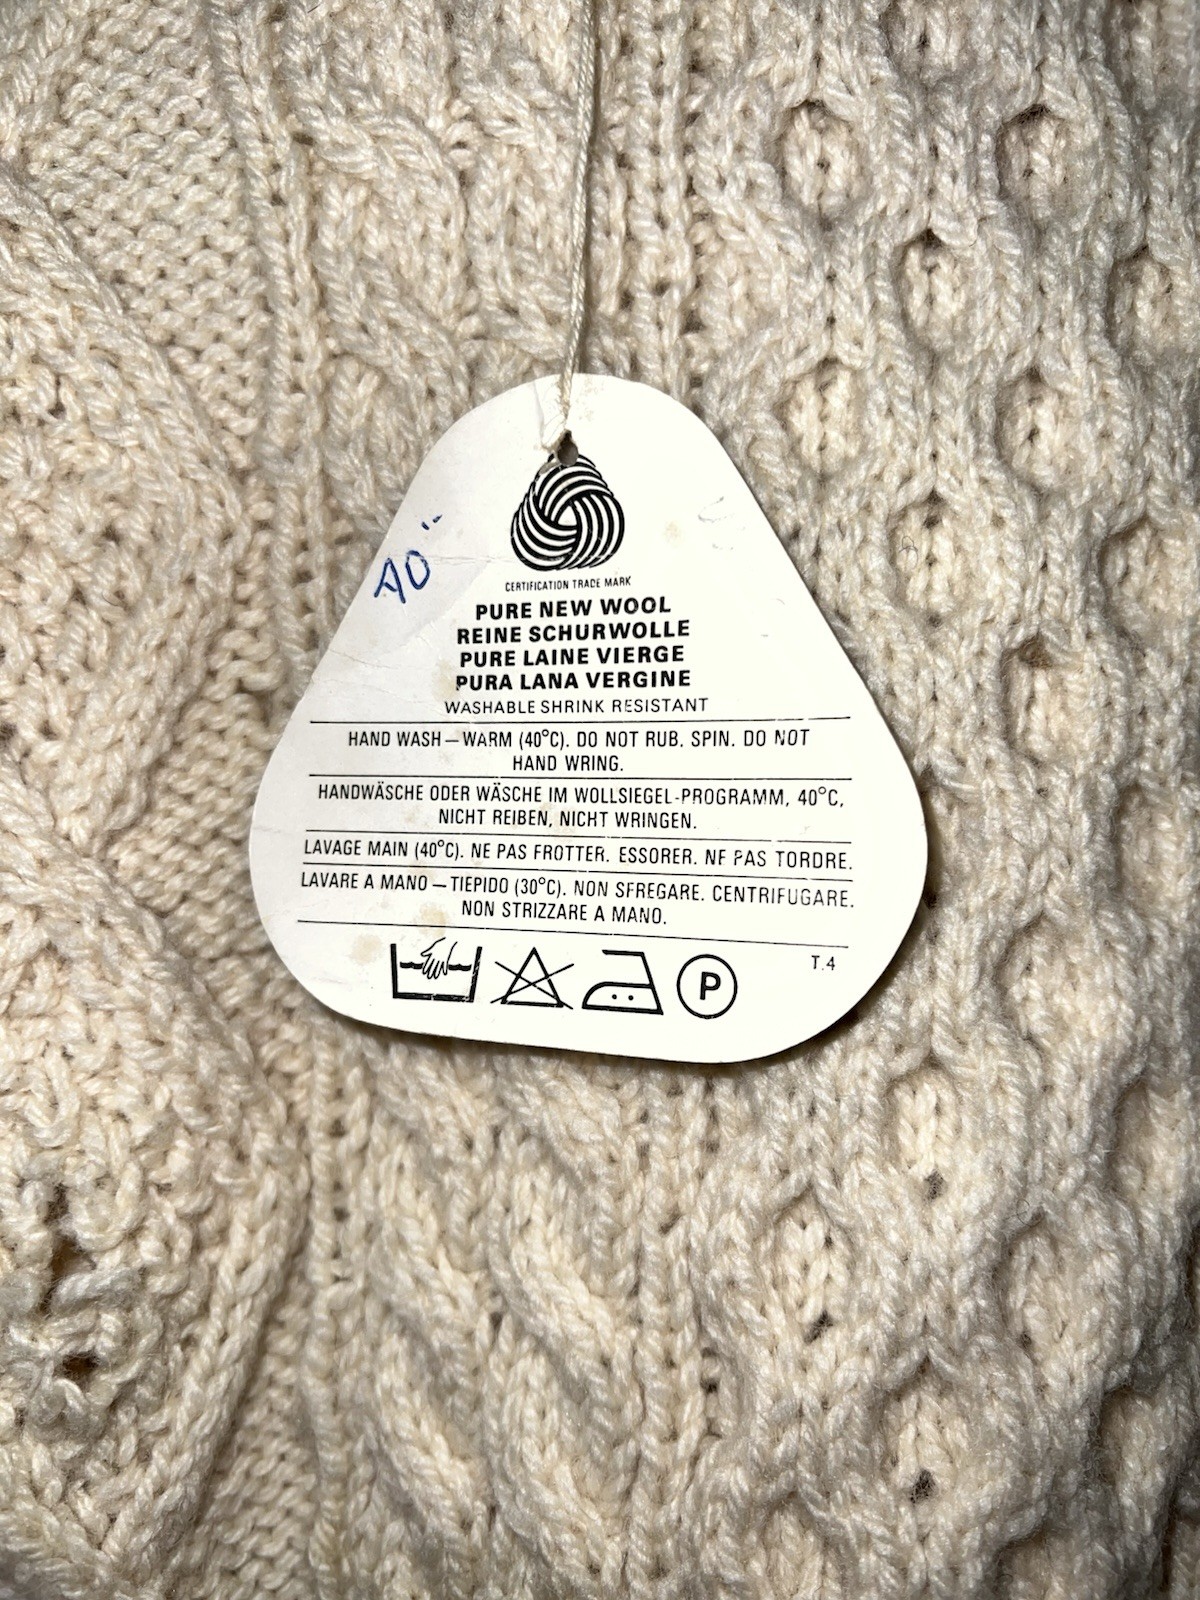 40"
CERTIFICATION TRADE MARK
PURE NEW WOOL
REINE SCHURWOLLE
PURE LAINE VIERGE
PURA LANA VERGINE
WASHABLE SHRINK RESISTANT
HAND WASH — WARM (40°C). DO NOT RUB. SPIN. DO NOT
HAND WRING.
HANDWÄSCHE ODER WÄSCHE IM WOLLSIEGEL-PROGRAMM, 40°C,
NICHT REIBEN, NICHT WRINGEN.
LAVAGE MAIN (40°C). NE PAS FROTTER. ESSORER. NE PAS TORDRE.
LAVARE A MANO — TIEPIDO (30°C). NON SFREGARE. CENTRIFUGARE.
NON STRIZZARE A MANO.
T.4
P